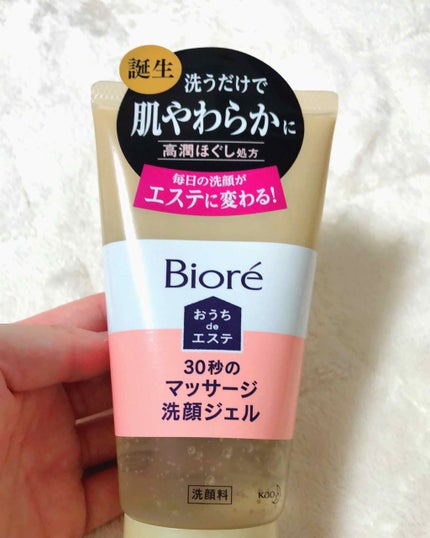 誕生
洗うだけで
肌やわらかに
高潤ほぐし処方
毎日の洗顔が
エステに変わる!
Bioré
おうち
de
エステ
30秒の
マッサージ
洗顔ジェル
洗顔料
Kao